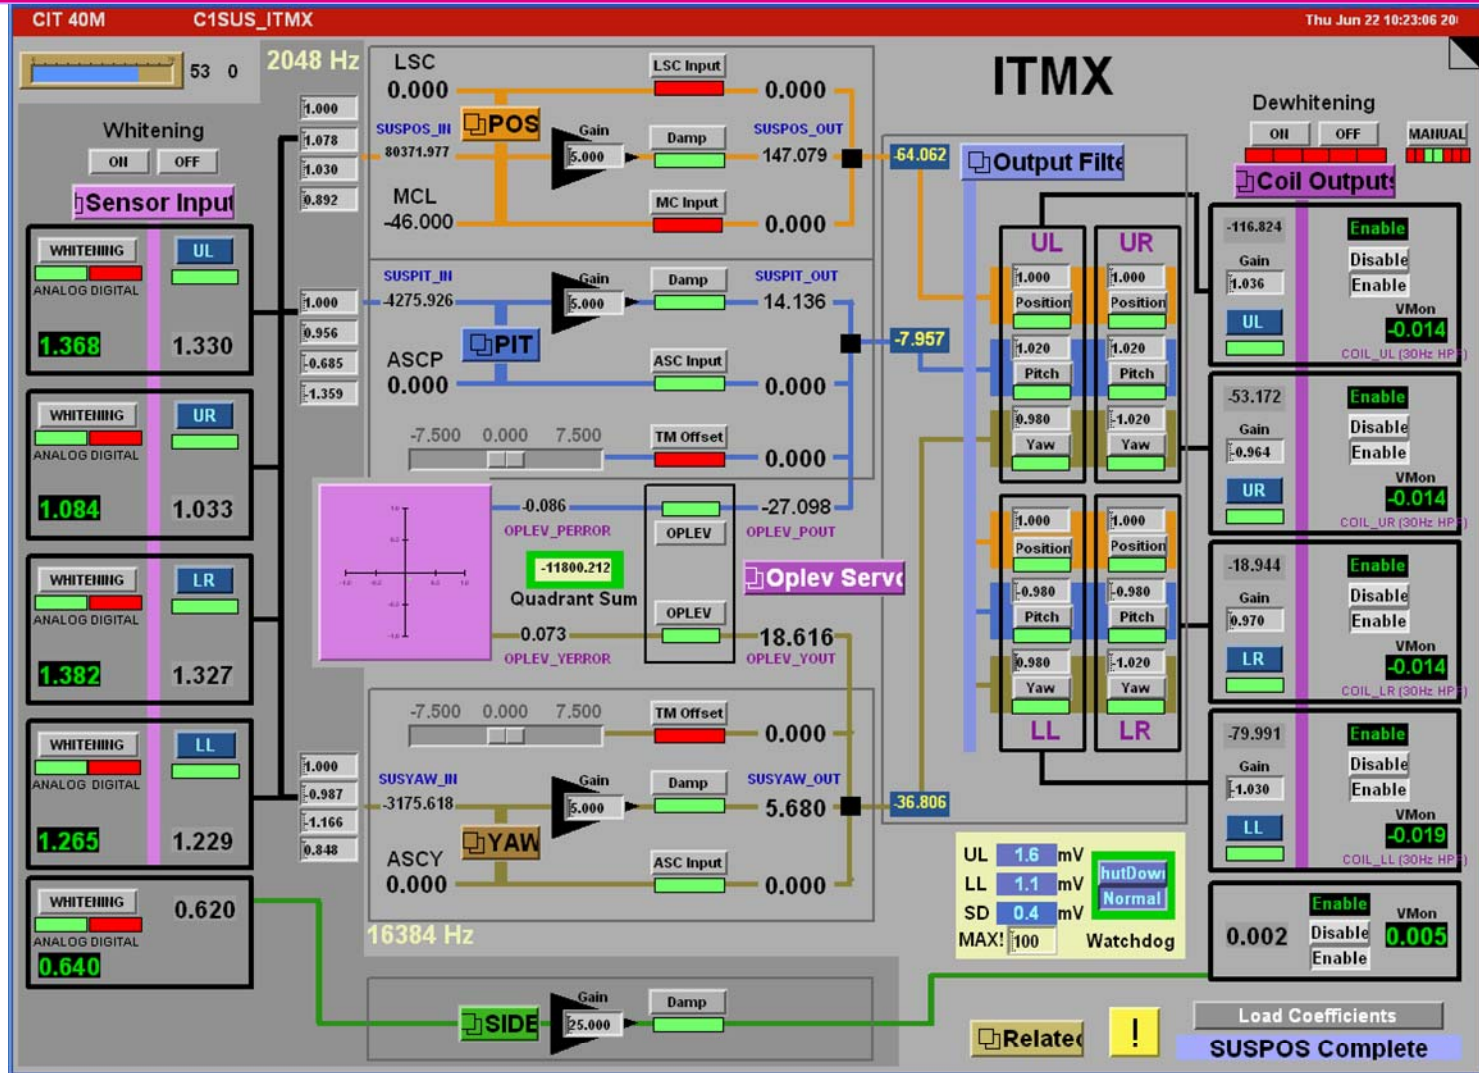 CIT 40M C1SUS_ITMX Thu Jun 22 10:23:06
53 0
2048 Hz
Whitening
ON OFF
Sensor Input
WHITENING UL
ANALOG DIGITAL
1.368 1.330
WHITENING UR
ANALOG DIGITAL
1.084 1.033
WHITENING LR
ANALOG DIGITAL
1.382 1.327
WHITENING LL
ANALOG DIGITAL
1.265 1.229
WHITENING 0.620
ANALOG DIGITAL
0.640
1.000
1.078
1.030
0.892
1.000
0.956
-0.685
-1.359
1.000
-0.987
-1.166
0.848
LSC LSC Input
0.000 0.000
SUSPOS_IN POS Gain Damp SUSPOS_OUT
80371.977 5.000 147.079
MCL MC Input
-46.000 0.000
SUSPIT_IN Gain Damp SUSPIT_OUT
-4275.926 5.000 14.136
PIT
ASCP ASC Input
0.000 0.000
-7.500 0.000 7.500 TM Offset
0.000
-0.086 -27.098
OPLEV_PERROR OPLEV OPLEV_POUT
-11800.212
Quadrant Sum
Oplev Servo
OPLEV
0.073 18.616
OPLEV_YERROR OPLEV_YOUT
-7.500 0.000 7.500 TM Offset
0.000
SUSYAW_IN Gain Damp SUSYAW_OUT
-3175.618 5.000 5.680
YAW
ASCY ASC Input
0.000 0.000
16384 Hz
SIDE Gain 25.000 Damp
ITMX
-64.062
-7.957
-36.806
Output Filte
UL UR
1.000 1.000
Position Position
1.020 1.020
Pitch Pitch
0.980 -1.020
Yaw Yaw
1.000 1.000
Position Position
-0.980 -0.980
Pitch Pitch
0.980 -1.020
Yaw Yaw
LL LR
UL 1.6 mV
LL 1.1 mV
SD 0.4 mV
MAX! 100
hutDow
Normal
Watchdog
Dewhitening
ON OFF MANUAL
Coil Outputs
-116.824 Enable
Gain Disable
1.036 Enable
UL VMon
-0.014
COIL_UL (30Hz HPF)
-53.172 Enable
Gain Disable
-0.964 Enable
UR VMon
-0.014
COIL_UR (30Hz HPF)
-18.944 Enable
Gain Disable
0.970 Enable
LR VMon
-0.014
COIL_LR (30Hz HPF)
-79.991 Enable
Gain Disable
-1.030 Enable
LL VMon
-0.019
COIL_LL (30Hz HPF)
Enable VMon
0.002 Disable 0.005
Enable
Related ! Load Coefficients
SUSPOS Complete